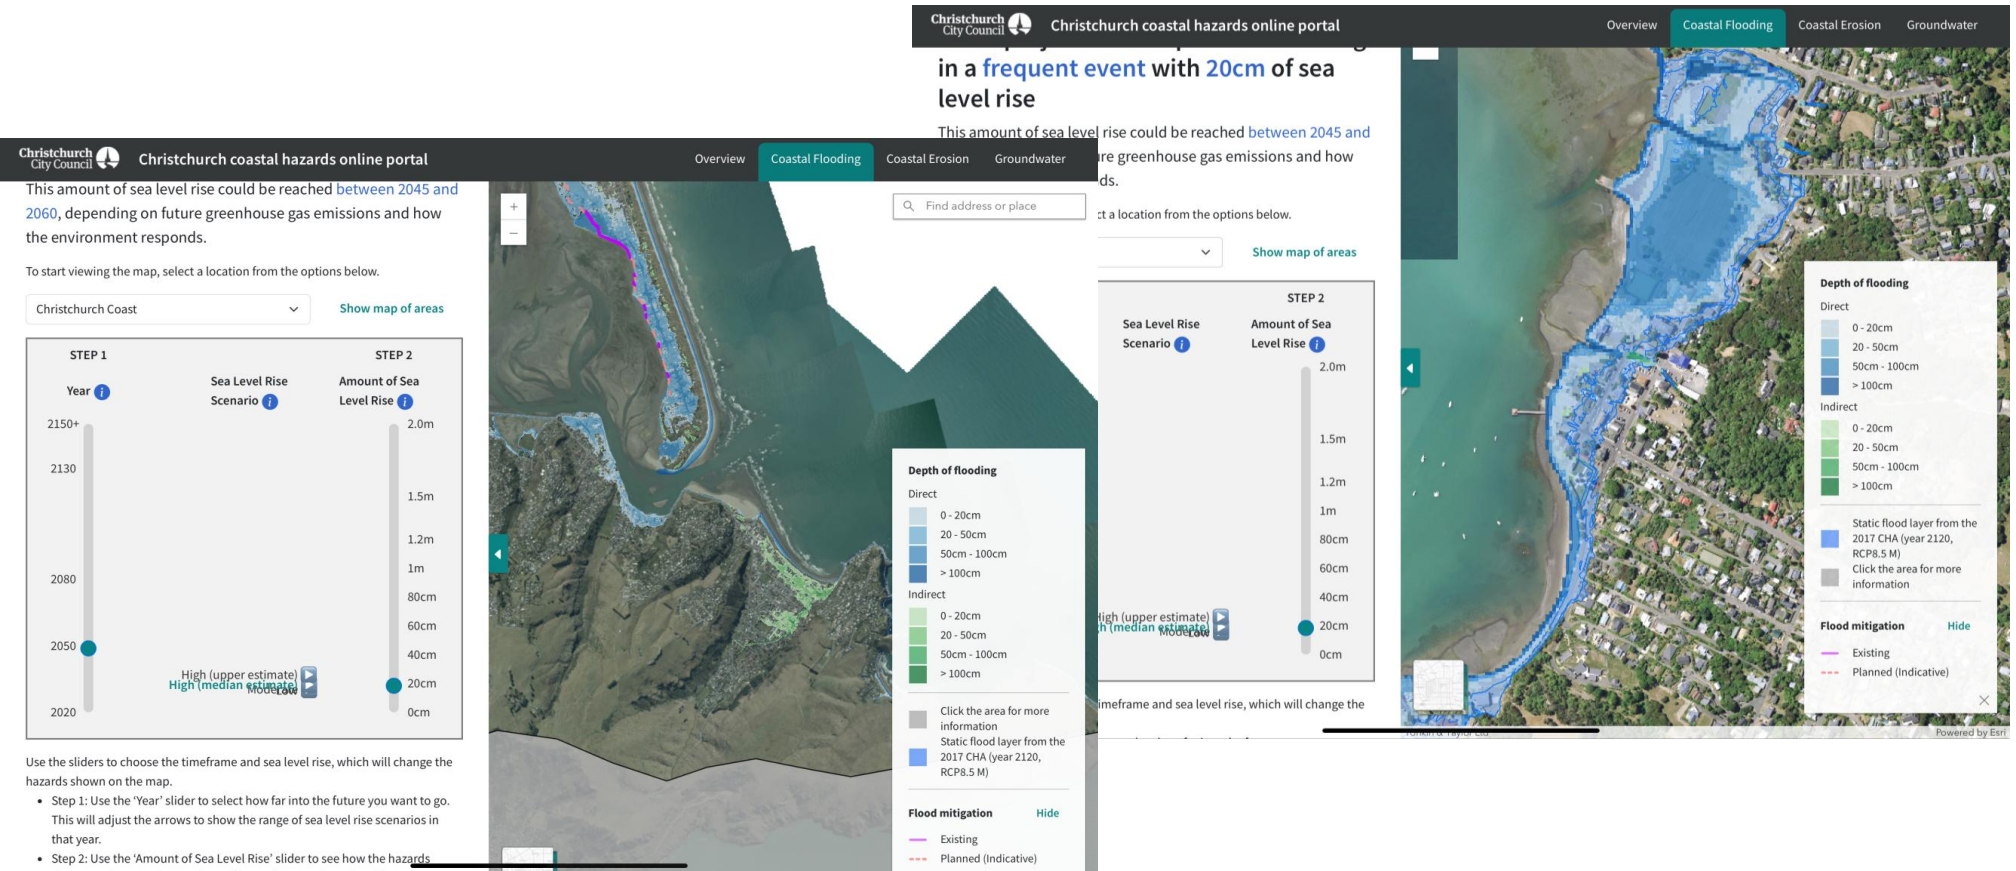 Christchurch
City Council
Christchurch coastal hazards online portal
Overview
Coastal Flooding
Coastal Erosion
Groundwater
This amount of sea level rise could be reached between 2045 and
2060, depending on future greenhouse gas emissions and how
the environment responds.
To start viewing the map, select a location from the options below.
Christchurch Coast
Show map of areas
STEP 1
STEP 2
Year
Sea Level Rise
Scenario
Amount of Sea
Level Rise
2150+
2130
2080
2050
2020
High (upper estimate)
High (median estimate)
Moderate
Low
2.0m
1.5m
1.2m
1m
80cm
60cm
40cm
20cm
0cm
Use the sliders to choose the timeframe and sea level rise, which will change the
hazards shown on the map.
• Step 1: Use the ‘Year’ slider to select how far into the future you want to go.
This will adjust the arrows to show the range of sea level rise scenarios in
that year.
• Step 2: Use the ‘Amount of Sea Level Rise’ slider to see how the hazards
+
−
Find address or place
Depth of flooding
Direct
0 - 20cm
20 - 50cm
50cm - 100cm
> 100cm
Indirect
0 - 20cm
20 - 50cm
50cm - 100cm
> 100cm
Click the area for more
information
Static flood layer from the
2017 CHA (year 2120,
RCP8.5 M)
Flood mitigation
Hide
Existing
Planned (Indicative)
Christchurch
City Council
Christchurch coastal hazards online portal
Overview
Coastal Flooding
Coastal Erosion
Groundwater
in a frequent event with 20cm of sea
level rise
This amount of sea level rise could be reached between 2045 and
re greenhouse gas emissions and how
ds.
ct a location from the options below.
Show map of areas
STEP 2
Sea Level Rise
Scenario
Amount of Sea
Level Rise
2.0m
1.5m
1.2m
1m
80cm
60cm
40cm
20cm
0cm
High (upper estimate)
h (median estimate)
Moderate
Low
imeframe and sea level rise, which will change the
Depth of flooding
Direct
0 - 20cm
20 - 50cm
50cm - 100cm
> 100cm
Indirect
0 - 20cm
20 - 50cm
50cm - 100cm
> 100cm
Static flood layer from the
2017 CHA (year 2120,
RCP8.5 M)
Click the area for more
information
Flood mitigation
Hide
Existing
Planned (Indicative)
Powered by Esri